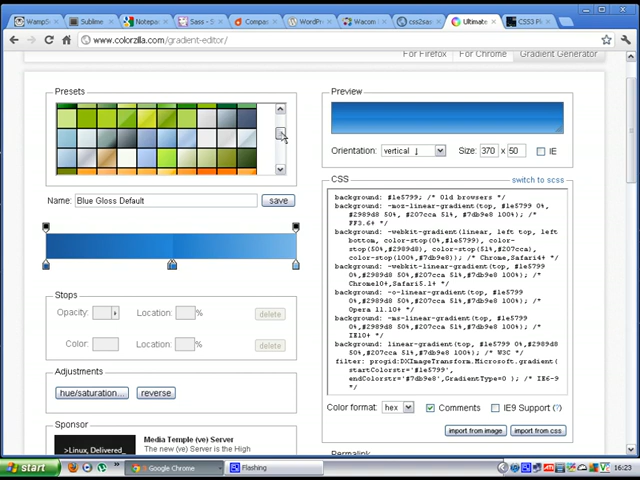 WampS
Sublime
Notepa
Sass - S
Compas
WordPr
Wacom I
css2sas
Ultimate
CSS3 Fl
www.colorzilla.com/gradient-editor/
For Firefox
For Chrome
Gradient Generator
Presets
Name: Blue Gloss Default
save
Stops
Opacity:
Location:
%
delete
Color:
Location:
%
delete
Adjustments
hue/saturation...
reverse
Sponsor
>Linux, Delivered_
Media Temple (ve) Server
The new (ve) Server is the High
Preview
Orientation: vertical
Size: 370 x 50
IE
CSS
switch to scss
background: #1e5799; /* Old browsers */
background: -moz-linear-gradient(top, #1e5799 0%,
#2989d8 50%, #207cca 51%, #7db9e8 100%); /*
FF3.6+ */
background: -webkit-gradient(linear, left top, left
bottom, color-stop(0%,#1e5799), color-
stop(50%,#2989d8), color-stop(51%,#207cca),
color-stop(100%,#7db9e8)); /* Chrome,Safari4+ */
background: -webkit-linear-gradient(top, #1e5799
0%,#2989d8 50%,#207cca 51%,#7db9e8 100%); /*
Chrome10+,Safari5.1+ */
background: -o-linear-gradient(top, #1e5799
0%,#2989d8 50%,#207cca 51%,#7db9e8 100%); /*
Opera 11.10+ */
background: -ms-linear-gradient(top, #1e5799
0%,#2989d8 50%,#207cca 51%,#7db9e8 100%); /*
IE10+ */
background: linear-gradient(top, #1e5799 0%,#2989d8
50%,#207cca 51%,#7db9e8 100%); /* W3C */
filter: progid:DXImageTransform.Microsoft.gradient(
startColorstr='#1e5799',
endColorstr='#7db9e8',GradientType=0 ); /* IE6-9
*/
Color format: hex
Comments
IE9 Support (?)
import from image
import from css
Permalink
start
Google Chrome
Flashing
16:23